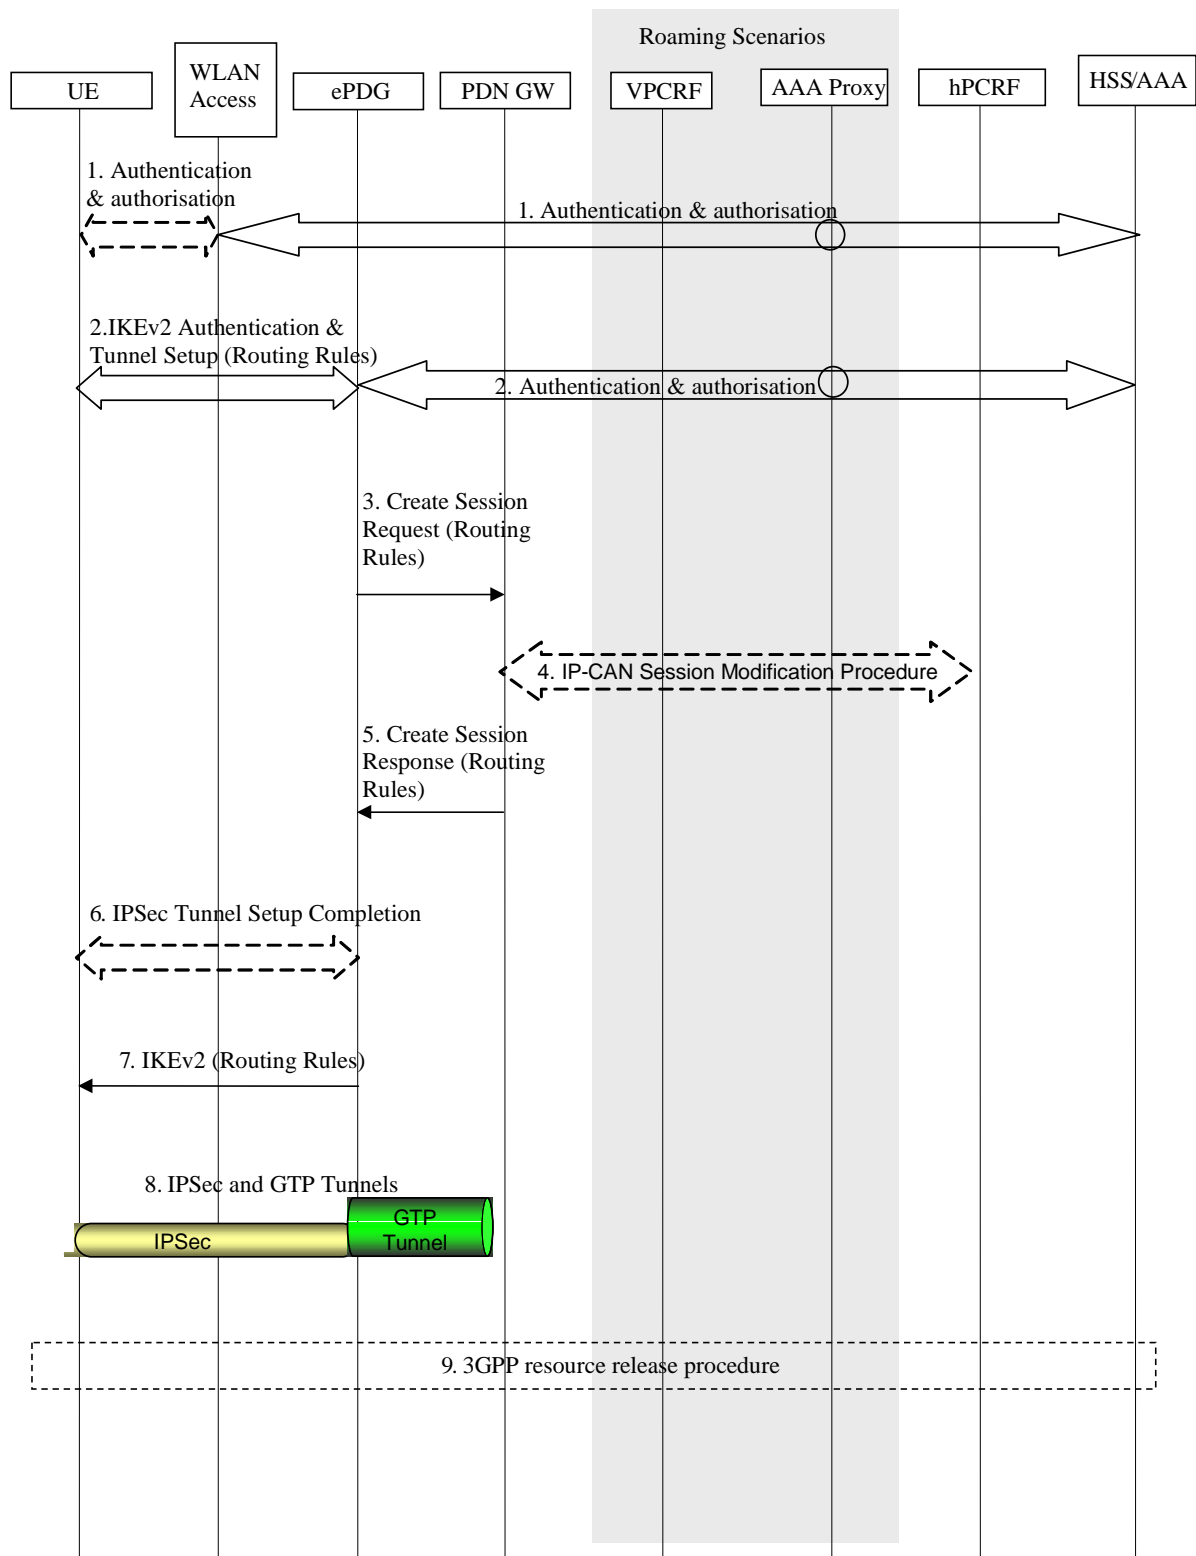 Roaming Scenarios
UE
WLAN
Access
ePDG
PDN GW
VPCRF
AAA Proxy
hPCRF
HSS/AAA
1. Authentication
& authorisation
1. Authentication & authorisation
2.IKEv2 Authentication &
Tunnel Setup (Routing Rules)
2. Authentication & authorisation
3. Create Session
Request (Routing
Rules)
4. IP-CAN Session Modification Procedure
5. Create Session
Response (Routing
Rules)
6. IPSec Tunnel Setup Completion
7. IKEv2 (Routing Rules)
8. IPSec and GTP Tunnels
GTP
Tunnel
IPSec
9. 3GPP resource release procedure